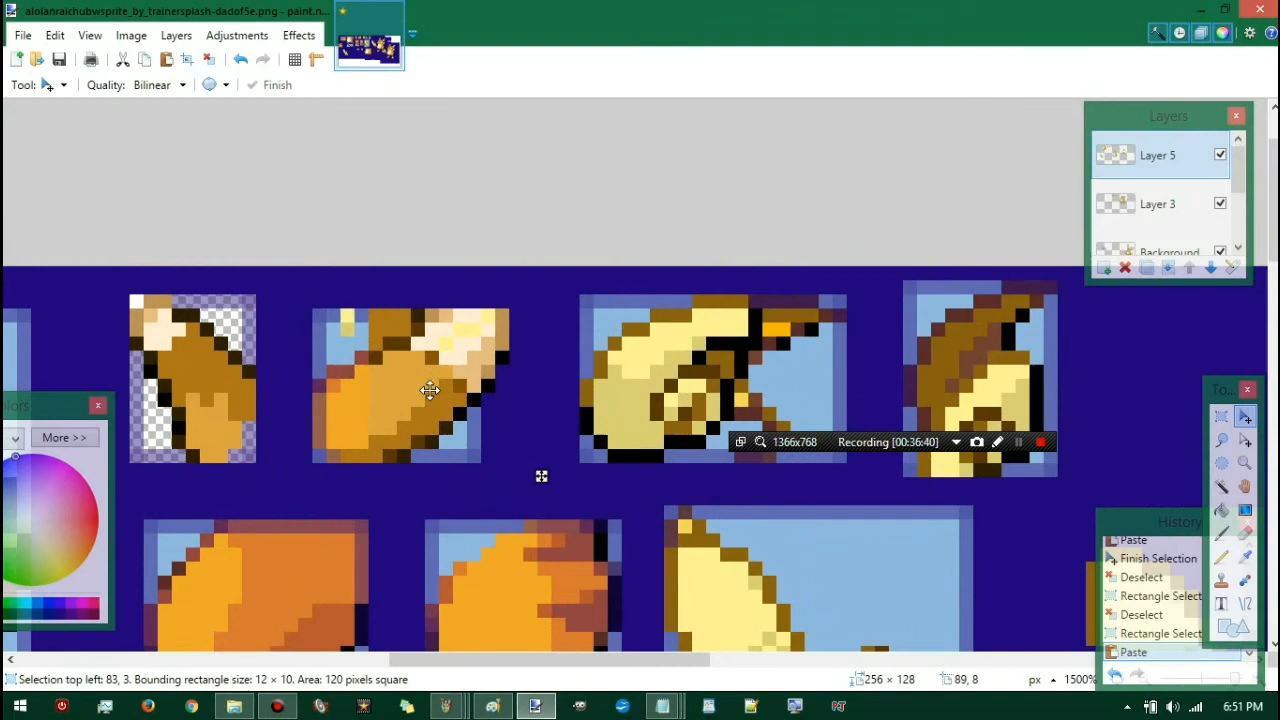 alolanraichubwsprite_by_trainersplash-dadof5e.png - paint.n...
File Edit View Image Layers Adjustments Effects
Tool: Quality: Bilinear Finish
Layers
Layer 5
Layer 3
Background
1366x768 Recording [00:36:40]
More >>
History
Paste
Finish Selection
Deselect
Rectangle Select
Deselect
Rectangle Select
Paste
To...
Selection top left: 83, 3. Bounding rectangle size: 12 × 10. Area: 120 pixels square 256 × 128 89, 8 px 1500%
6:51 PM